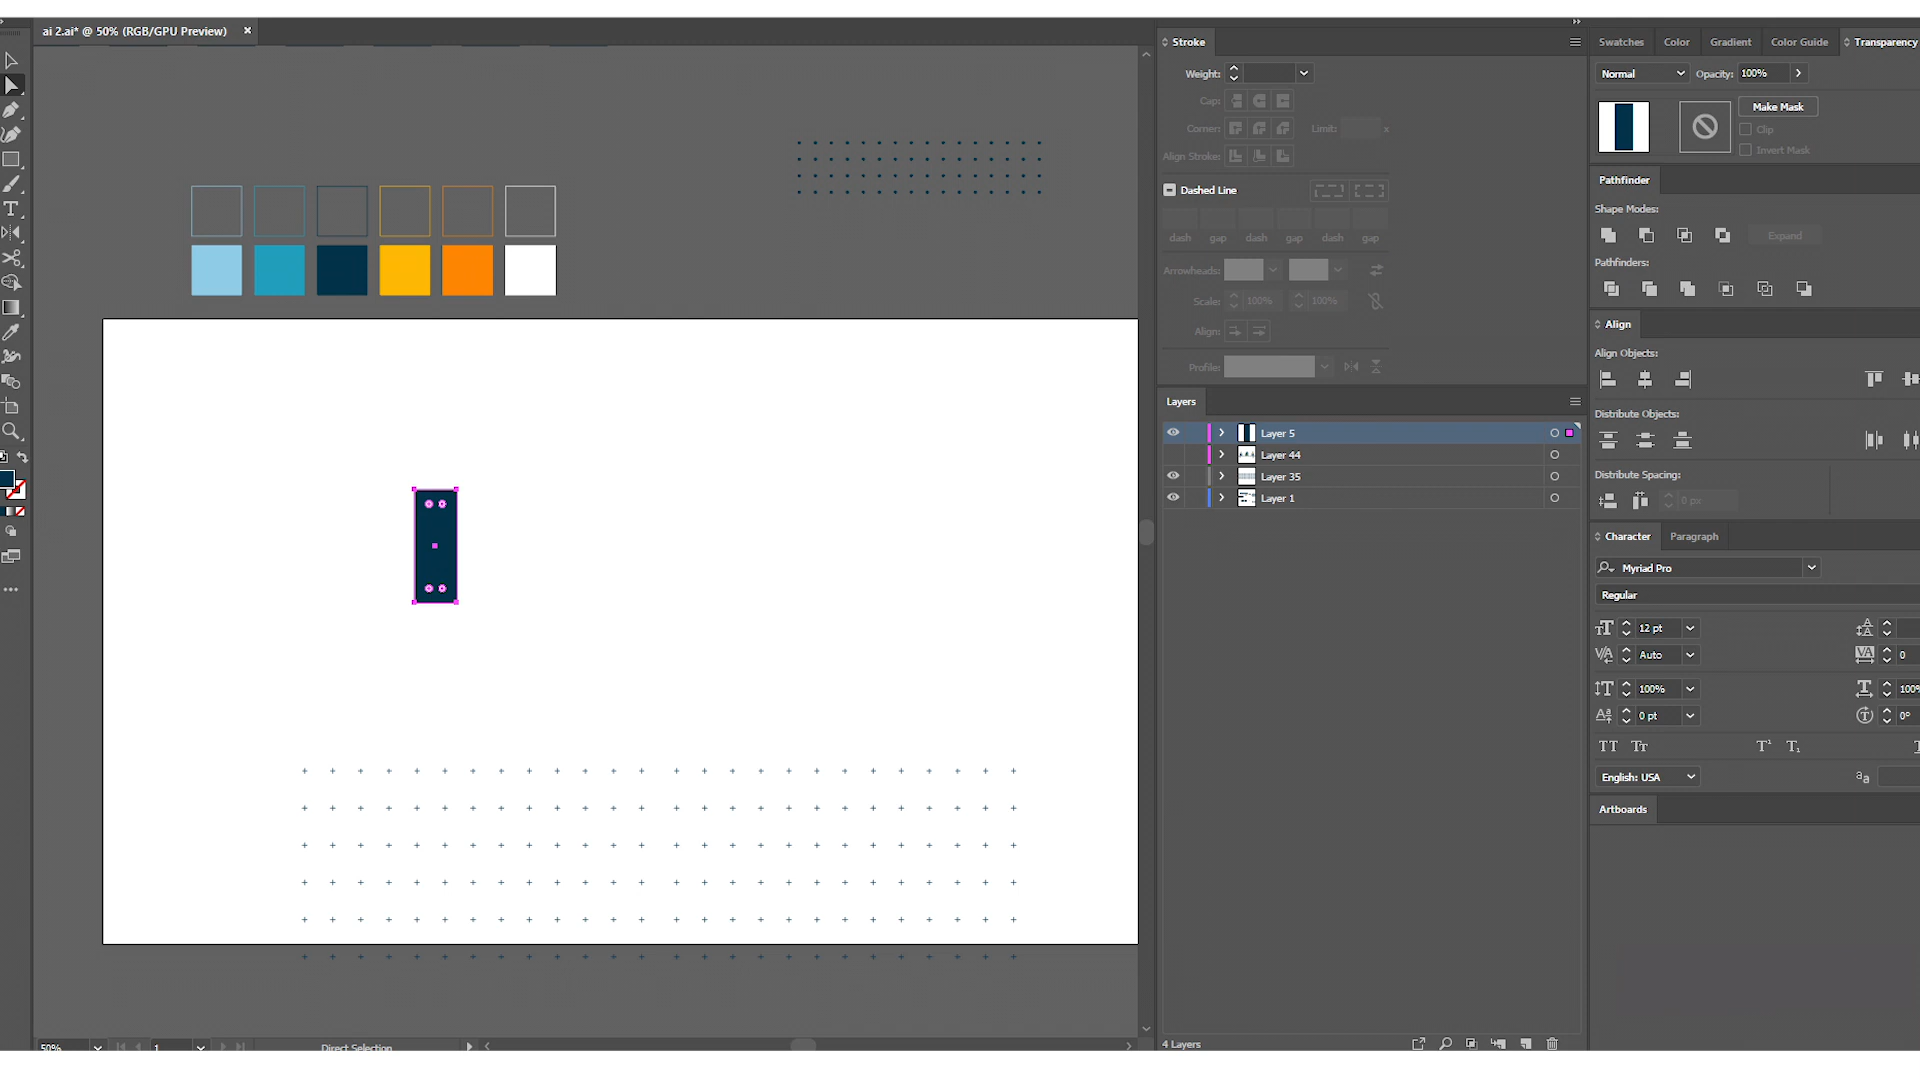 ai 2.ai* @ 50% (RGB/GPU Preview) ×
Stroke
Weight:
Cap:
Corner: Limit: x
Align Stroke:
Dashed Line
dash gap dash gap dash gap
Arrowheads:
Scale: 100% 100%
Align:
Profile:
Layers
Layer 5
Layer 44
Layer 35
Layer 1
4 Layers
Swatches Color Gradient Color Guide Transparency
Normal Opacity: 100%
Make Mask
Clip
Invert Mask
Pathfinder
Shape Modes:
Expand
Pathfinders:
Align
Align Objects:
Distribute Objects:
Distribute Spacing:
0 px
Character Paragraph
Myriad Pro
Regular
12 pt
Auto 0
100% 100%
0 pt 0°
English: USA
Artboards
50% 1 Direct Selection